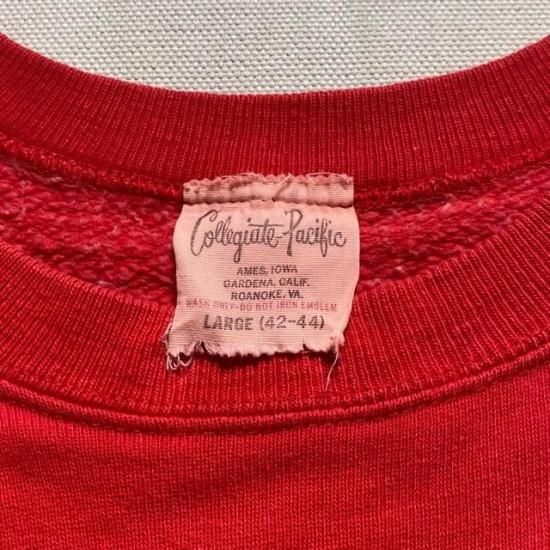 Collegiate-Pacific
AMES, IOWA
GARDENA, CALIF.
ROANOKE, VA.
WASH ONLY-DO NOT IRON EMBLEM
LARGE (42-44)